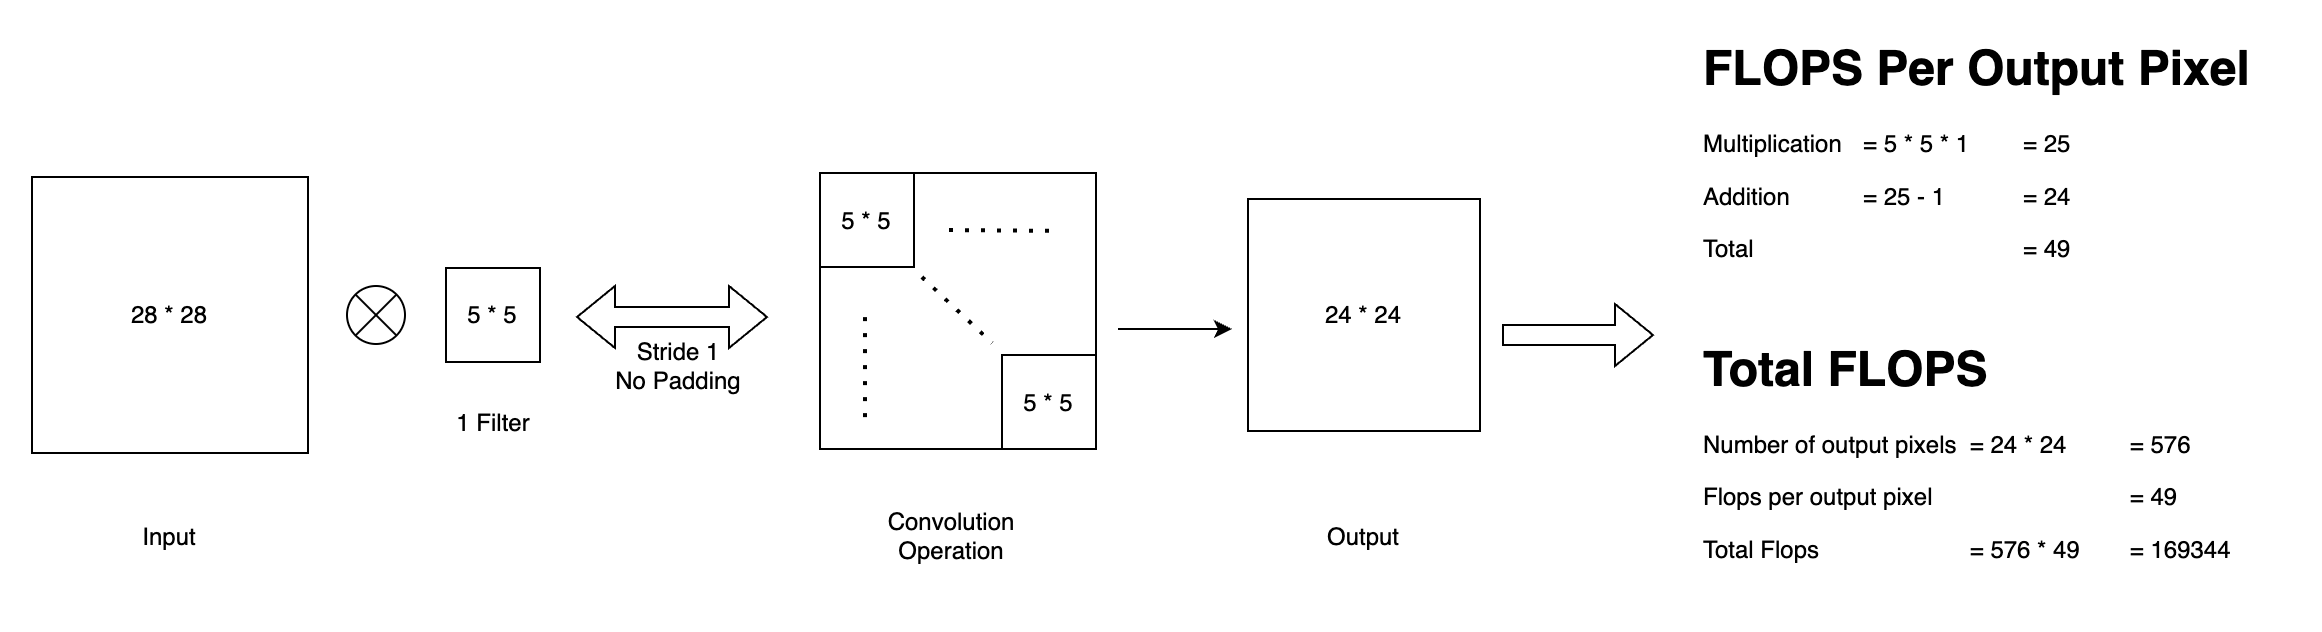 FLOPS Per Output Pixel
Multiplication = 5 * 5 * 1 = 25
Addition = 25 - 1 = 24
Total = 49
28 * 28
5 * 5
Stride 1
No Padding
1 Filter
5 * 5
5 * 5
24 * 24
Input
Convolution
Operation
Output
Total FLOPS
Number of output pixels = 24 * 24 = 576
Flops per output pixel = 49
Total Flops = 576 * 49 = 169344